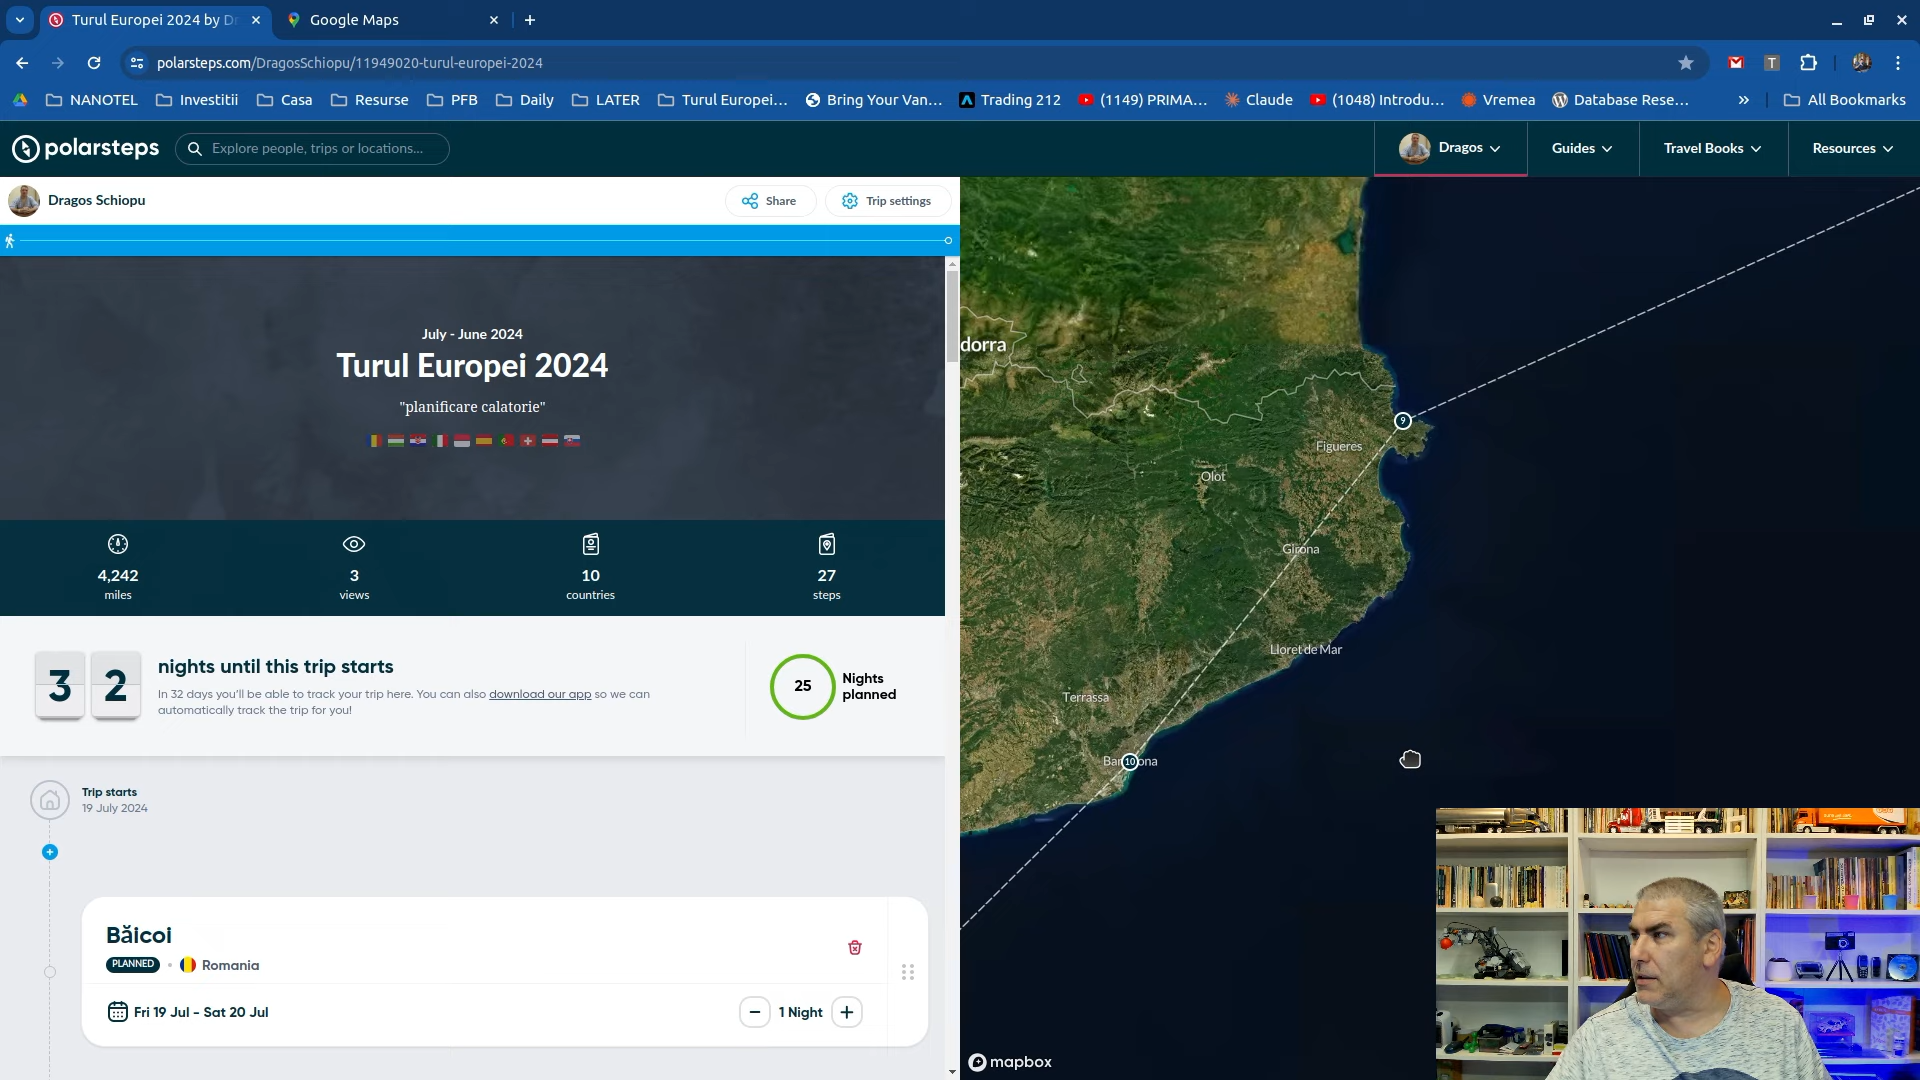 Turul Europei 2024 by Dr
Google Maps
polarsteps.com/DragosSchiopu/11949020-turul-europei-2024
NANOTEL
Investitii
Casa
Resurse
PFB
Daily
LATER
Turul Europei...
Bring Your Van...
Trading 212
(1149) PRIMA...
Claude
(1048) Introdu...
Vremea
Database Rese...
»
All Bookmarks
polarsteps
Explore people, trips or locations...
Dragos
Guides
Travel Books
Resources
Dragos Schiopu
Share
Trip settings
July - June 2024
Turul Europei 2024
"planificare calatorie"
4,242
miles
3
views
10
countries
27
steps
3 2
nights until this trip starts
In 32 days you'll be able to track your trip here. You can also download our app so we can
automatically track the trip for you!
25
Nights
planned
Trip starts
19 July 2024
Băicoi
PLANNED • Romania
Fri 19 Jul - Sat 20 Jul
1 Night
dorra
9
Figueres
Olot
Girona
Lloret de Mar
Terrassa
Bar 10 ona
mapbox